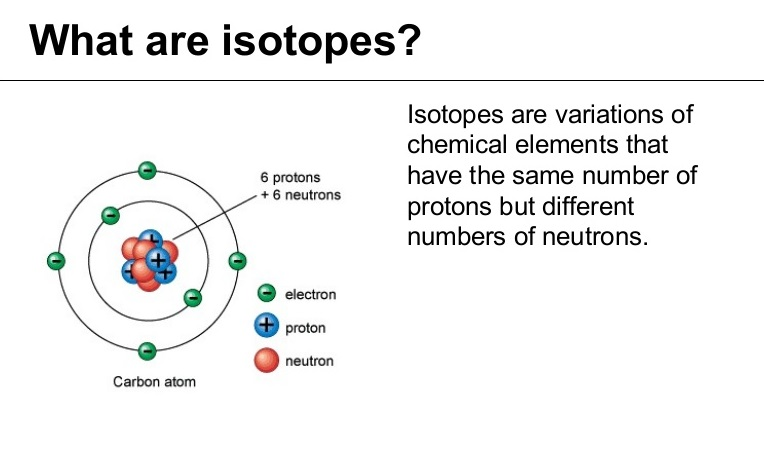 What are isotopes?
Isotopes are variations of
chemical elements that
have the same number of
protons but different
numbers of neutrons.
6 protons
+ 6 neutrons
electron
proton
neutron
Carbon atom